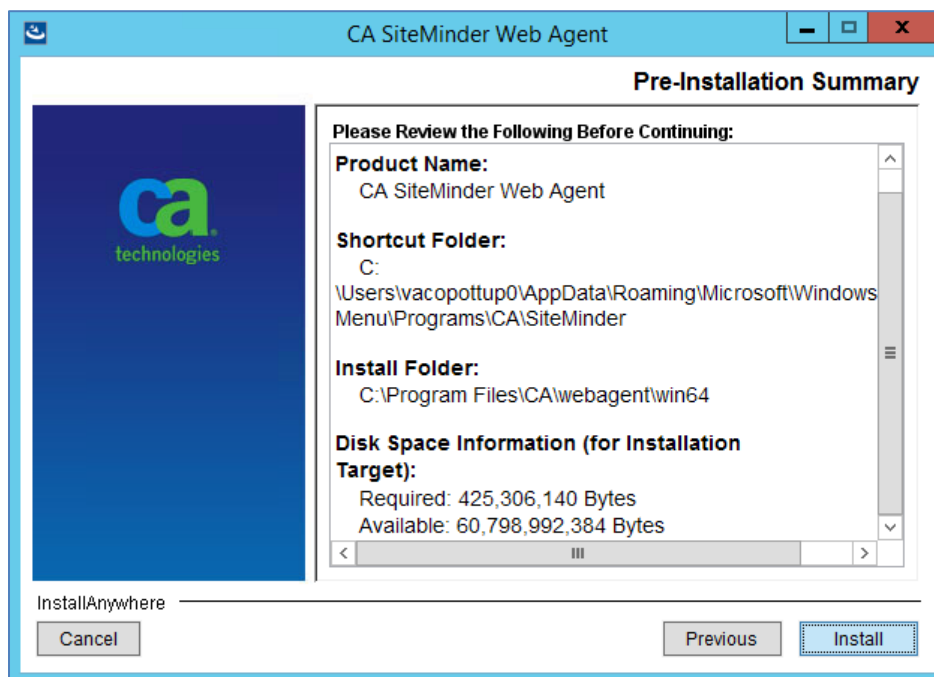 CA SiteMinder Web Agent
x
Pre-Installation Summary
ca
technologies
Please Review the Following Before Continuing:
Product Name:
CA SiteMinder Web Agent
Shortcut Folder:
C:
\Users\vacopottup0\AppData\Roaming\Microsoft\Windows
Menu\Programs\CA\SiteMinder
Install Folder:
C:\Program Files\CA\webagent\win64
Disk Space Information (for Installation
Target):
Required: 425,306,140 Bytes
Available: 60,798,992,384 Bytes
InstallAnywhere
Cancel
Previous
Install